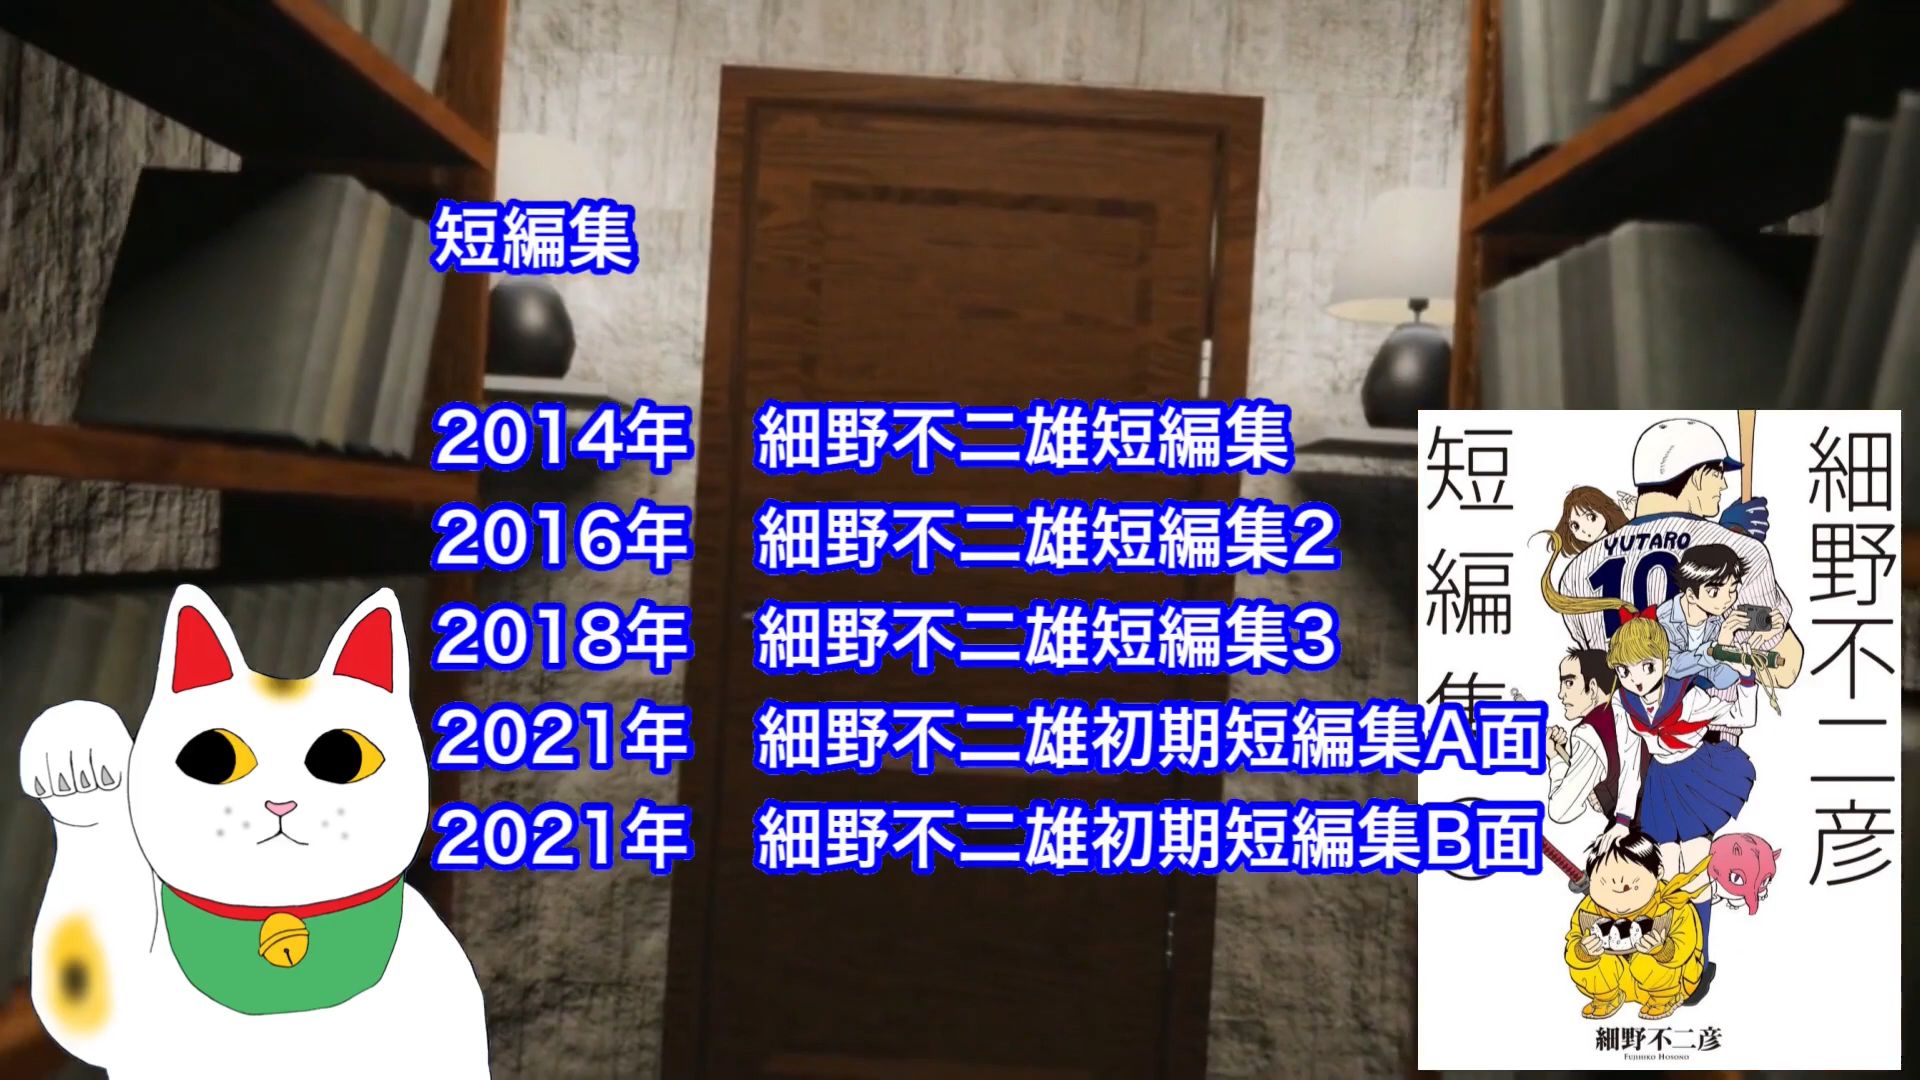 短編集
2014年　細野不二雄短編集
2016年　細野不二雄短編集2
2018年　細野不二雄短編集3
2021年　細野不二雄初期短編集A面
2021年　細野不二雄初期短編集B面
細野不二彦
短編集
YUTARO
10
細野不二彦
FUJIHIKO HOSONO